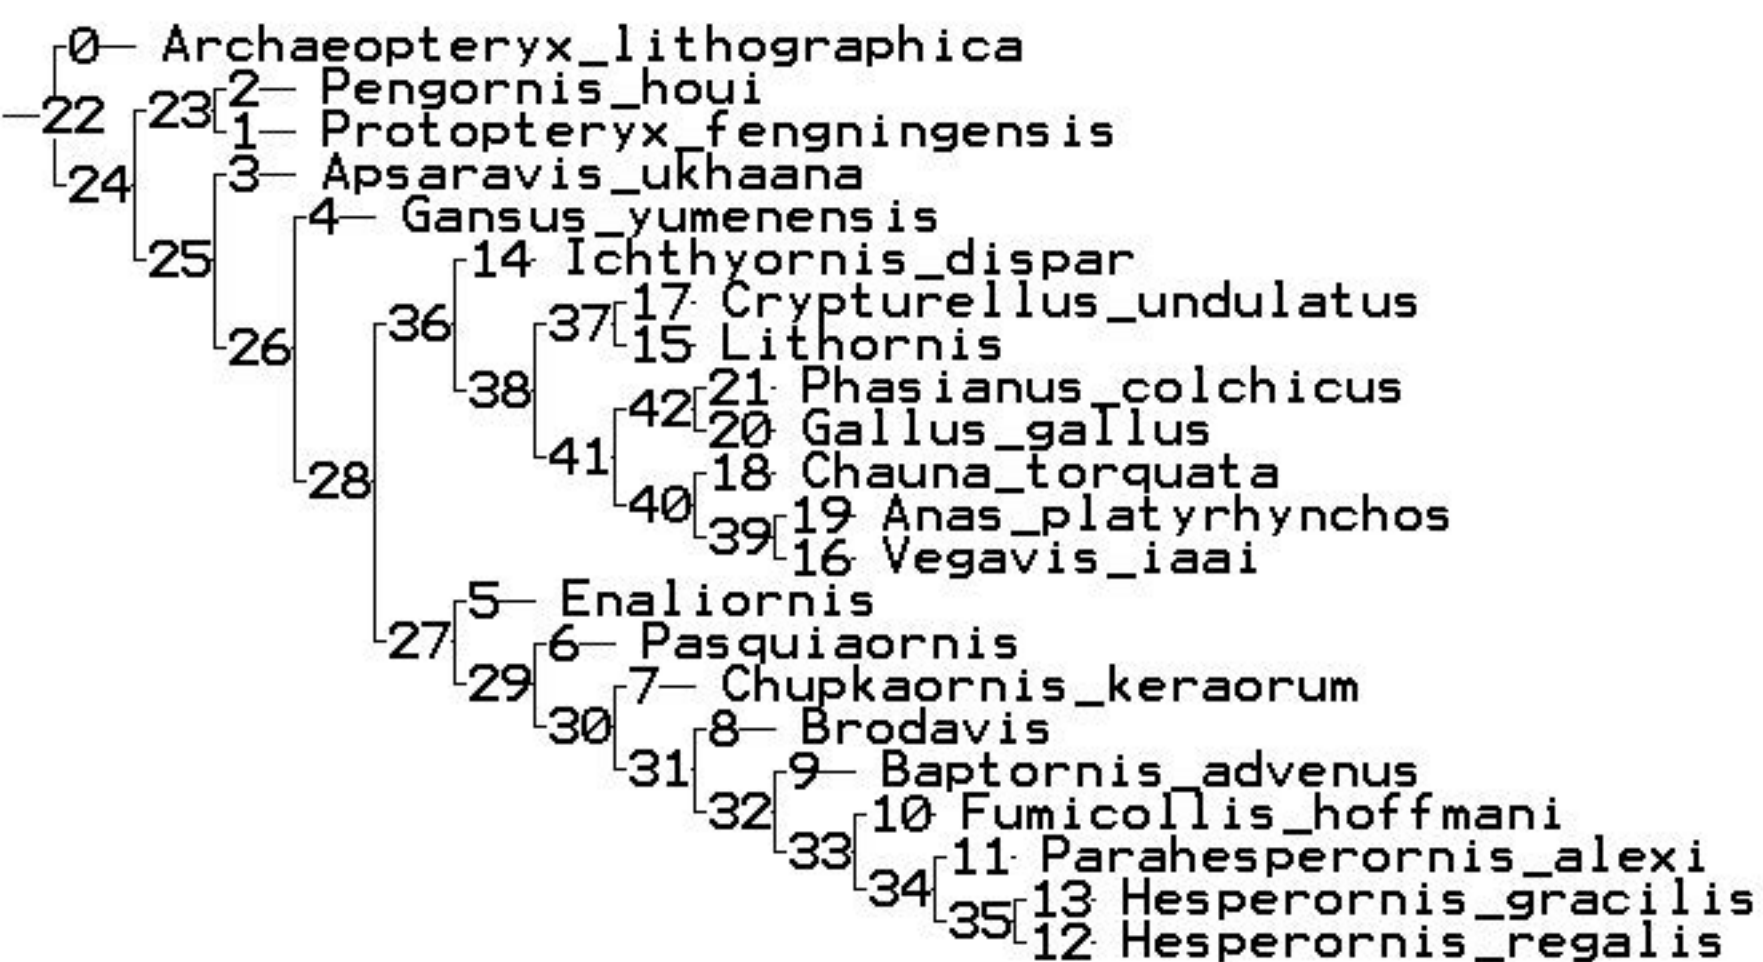 0 Archaeopteryx_lithographica
23 2 Pengornis_houi
22 1 Protopteryx_fengningensis
24 3 Apsaravis_ukhaana
4 Gansus_yumenensis
25 14 Ichthyornis_dispar
36 37 17 Crypturellus_undulatus
26 15 Lithornis
38 42 21 Phasianus_colchicus
20 Gallus_gallus
28 41 18 Chauna_torquata
40 19 Anas_platyrhynchos
39 16 Vegavis_iaai
5 Enaliornis
27 6 Pasquiaornis
29 7 Chupkaornis_keraorum
30 8 Brodavis
31 9 Baptornis_advenus
32 10 Fumicollis_hoffmani
33 11 Parahesperornis_alexi
34 13 Hesperornis_gracilis
35 12 Hesperornis_regalis